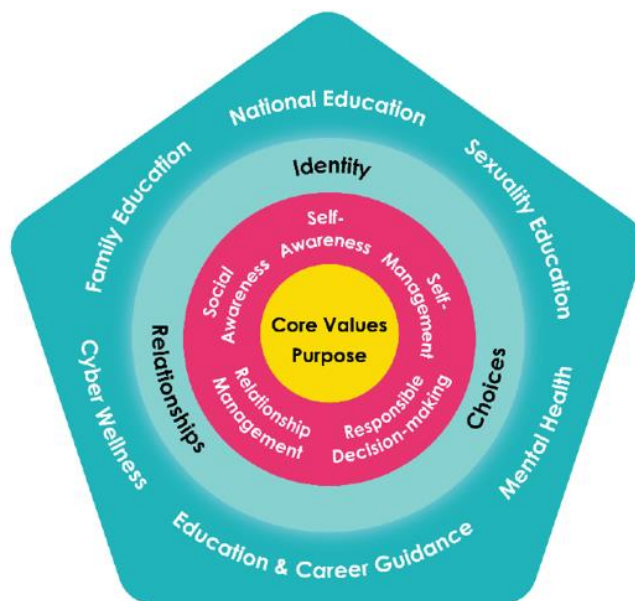 National Education
Family Education
Sexuality Education
Identity
Self-
Awareness
Social
Awareness
Self-
Management
Core Values
Purpose
Relationships
Choices
Relationship
Management
Responsible
Decision-making
Cyber Wellness
Mental Health
Education & Career Guidance